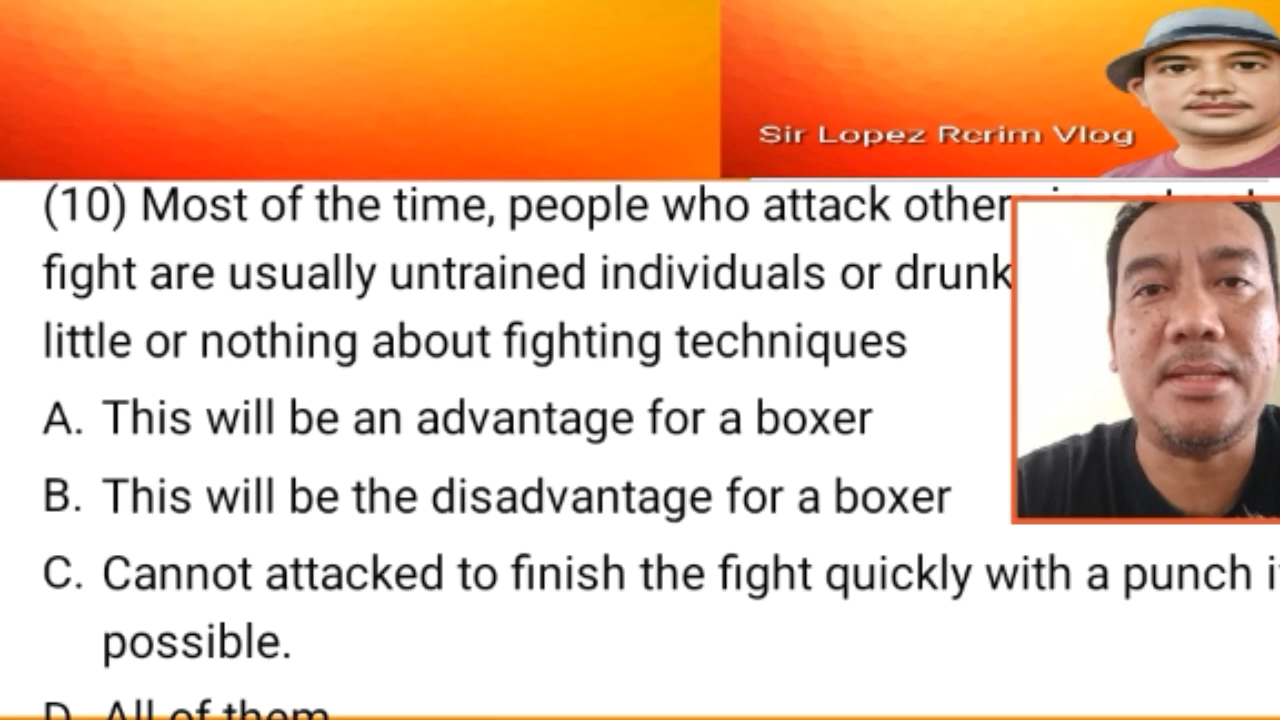 Sir Lopez Rcrim Vlog
(10) Most of the time, people who attack other
fight are usually untrained individuals or drunk
little or nothing about fighting techniques
A. This will be an advantage for a boxer
B. This will be the disadvantage for a boxer
C. Cannot attacked to finish the fight quickly with a punch
possible.
D. All of them